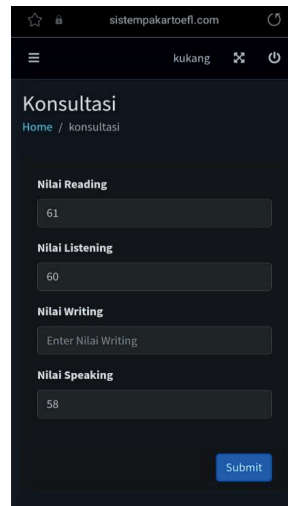 sistempakartoefl.com
kukang
Konsultasi
Home / konsultasi
Nilai Reading
61
Nilai Listening
60
Nilai Writing
Enter Nilai Writing
Nilai Speaking
58
Submit